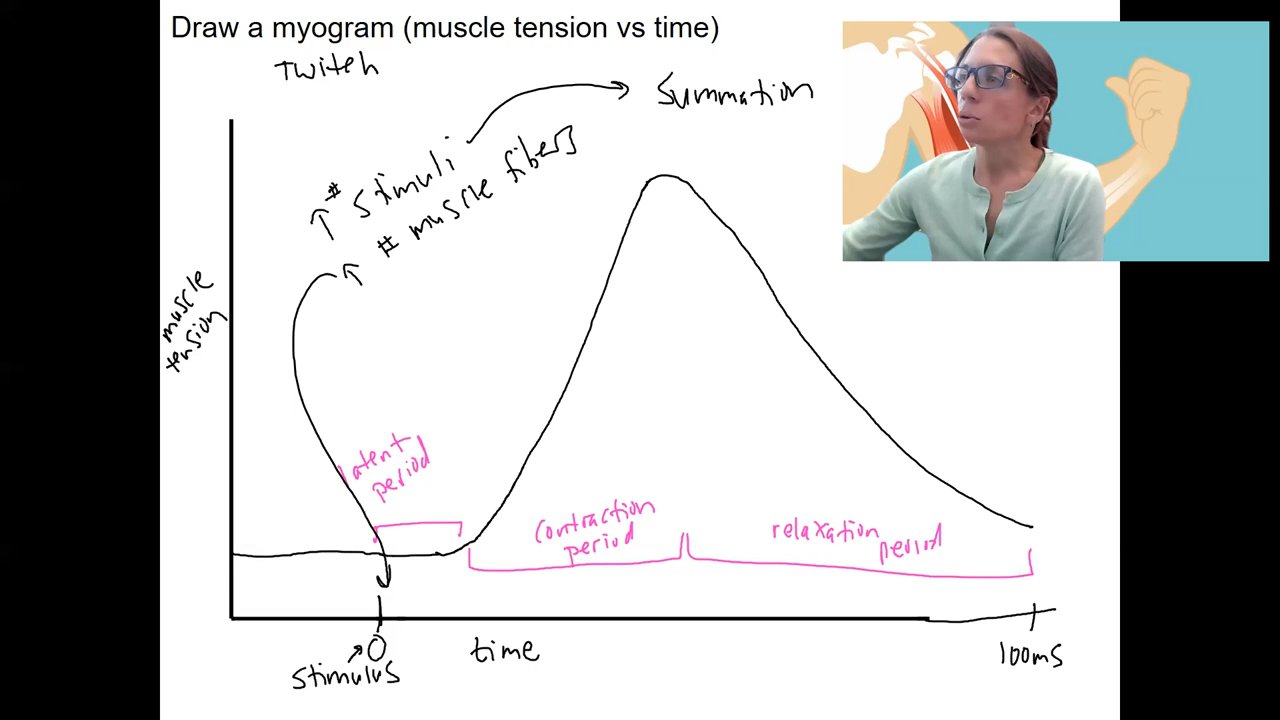 Draw a myogram (muscle tension vs time)
Twitch
Summation
↑ # stimuli
↑ # muscle fibers
muscle
tension
latent
period
contraction
period
relaxation
period
0
stimulus
time
100ms